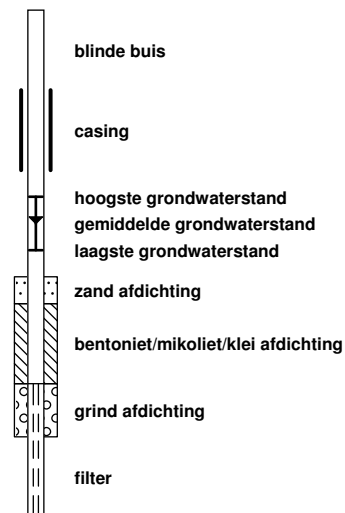 blinde buis
casing
hoogste grondwaterstand
gemiddelde grondwaterstand
laagste grondwaterstand
zand afdichting
bentoniet/mikoliet/klei afdichting
grind afdichting
filter